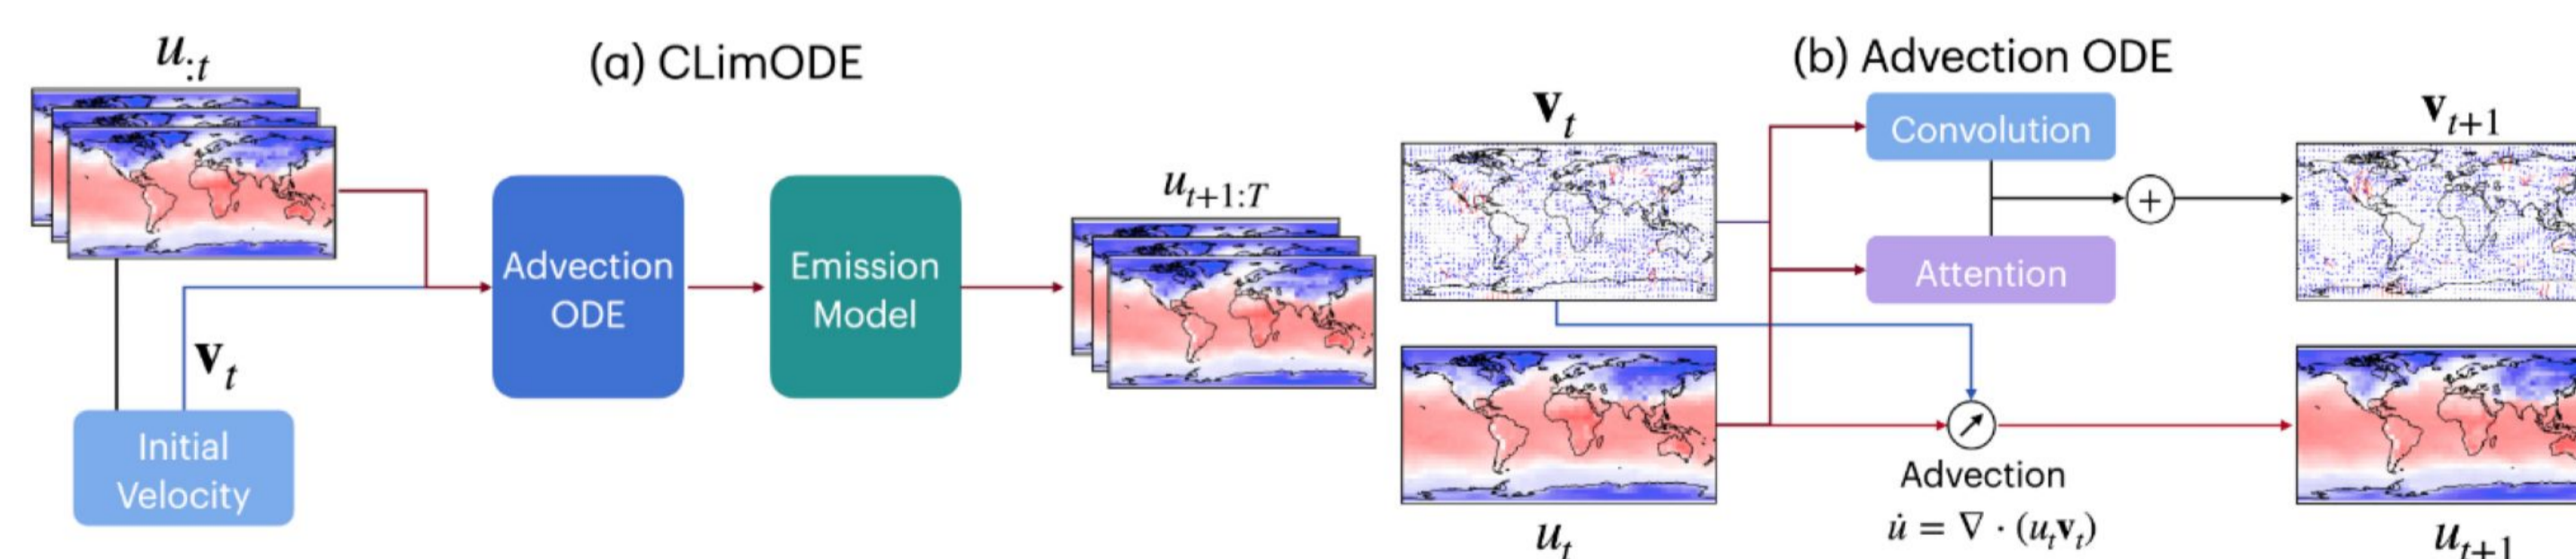 (a) CLimODE
u:t
Advection
ODE
Emission
Model
ut+1:T
vt
Initial
Velocity
(b) Advection ODE
vt
Convolution
vt+1
+
Attention
Advection
u̇ = ∇ · (utvt)
ut
ut+1